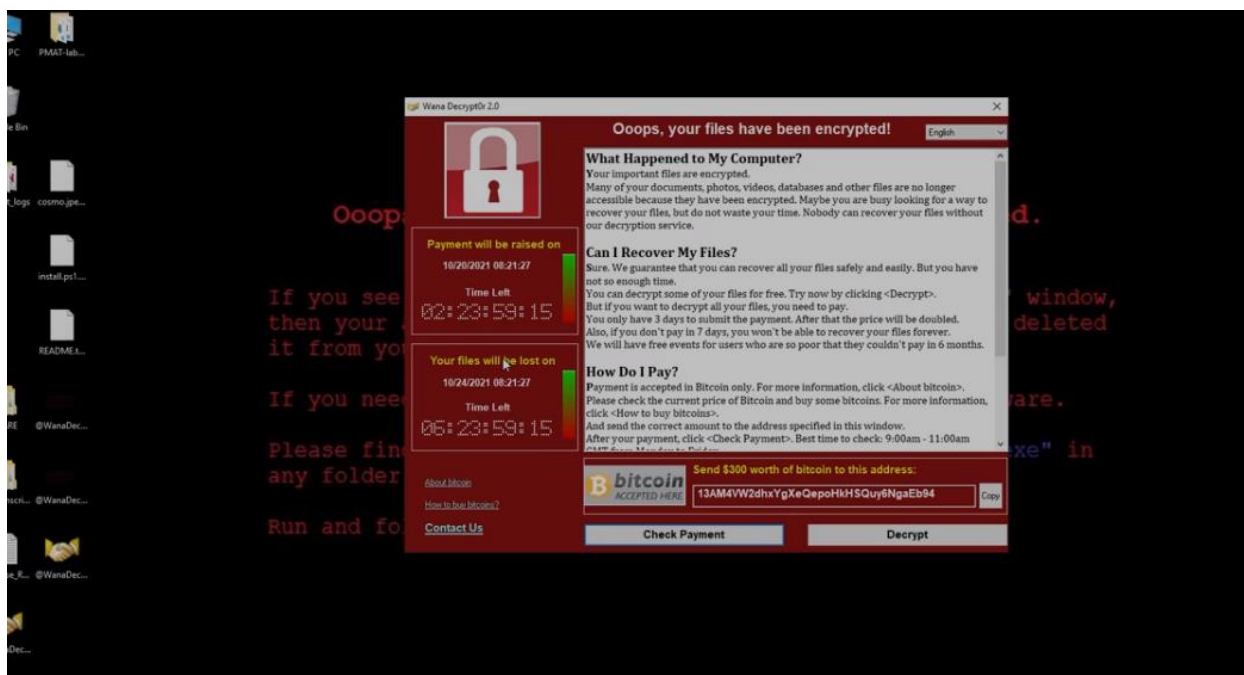 PC
PMAT-lab...
le Bin
t_logs
cosmo.jpe...
install.ps1....
README.t...
RE
@WanaDec...
nscri...
@WanaDec...
se_R...
@WanaDec...
aDec...
Ooop
d.
If you see
window,
then your
deleted
it from yo
If you nee
are.
Please fin
xe" in
any folder
Run and fo
Wana Decrypt0r 2.0
Ooops, your files have been encrypted!
English
Payment will be raised on
10/20/2021 08:21:27
Time Left
02:23:59:15
Your files will be lost on
10/24/2021 08:21:27
Time Left
06:23:59:15
About bitcoin
How to buy bitcoins?
Contact Us
What Happened to My Computer?
Your important files are encrypted.
Many of your documents, photos, videos, databases and other files are no longer
accessible because they have been encrypted. Maybe you are busy looking for a way to
recover your files, but do not waste your time. Nobody can recover your files without
our decryption service.
Can I Recover My Files?
Sure. We guarantee that you can recover all your files safely and easily. But you have
not so enough time.
You can decrypt some of your files for free. Try now by clicking <Decrypt>.
But if you want to decrypt all your files, you need to pay.
You only have 3 days to submit the payment. After that the price will be doubled.
Also, if you don't pay in 7 days, you won't be able to recover your files forever.
We will have free events for users who are so poor that they couldn't pay in 6 months.
How Do I Pay?
Payment is accepted in Bitcoin only. For more information, click <About bitcoin>.
Please check the current price of Bitcoin and buy some bitcoins. For more information,
click <How to buy bitcoins>.
And send the correct amount to the address specified in this window.
After your payment, click <Check Payment>. Best time to check: 9:00am - 11:00am
GMT from Monday to Friday.
bitcoin
ACCEPTED HERE
Send $300 worth of bitcoin to this address:
13AM4VW2dhxYgXeQepoHkHSQuy6NgaEb94
Copy
Check Payment
Decrypt